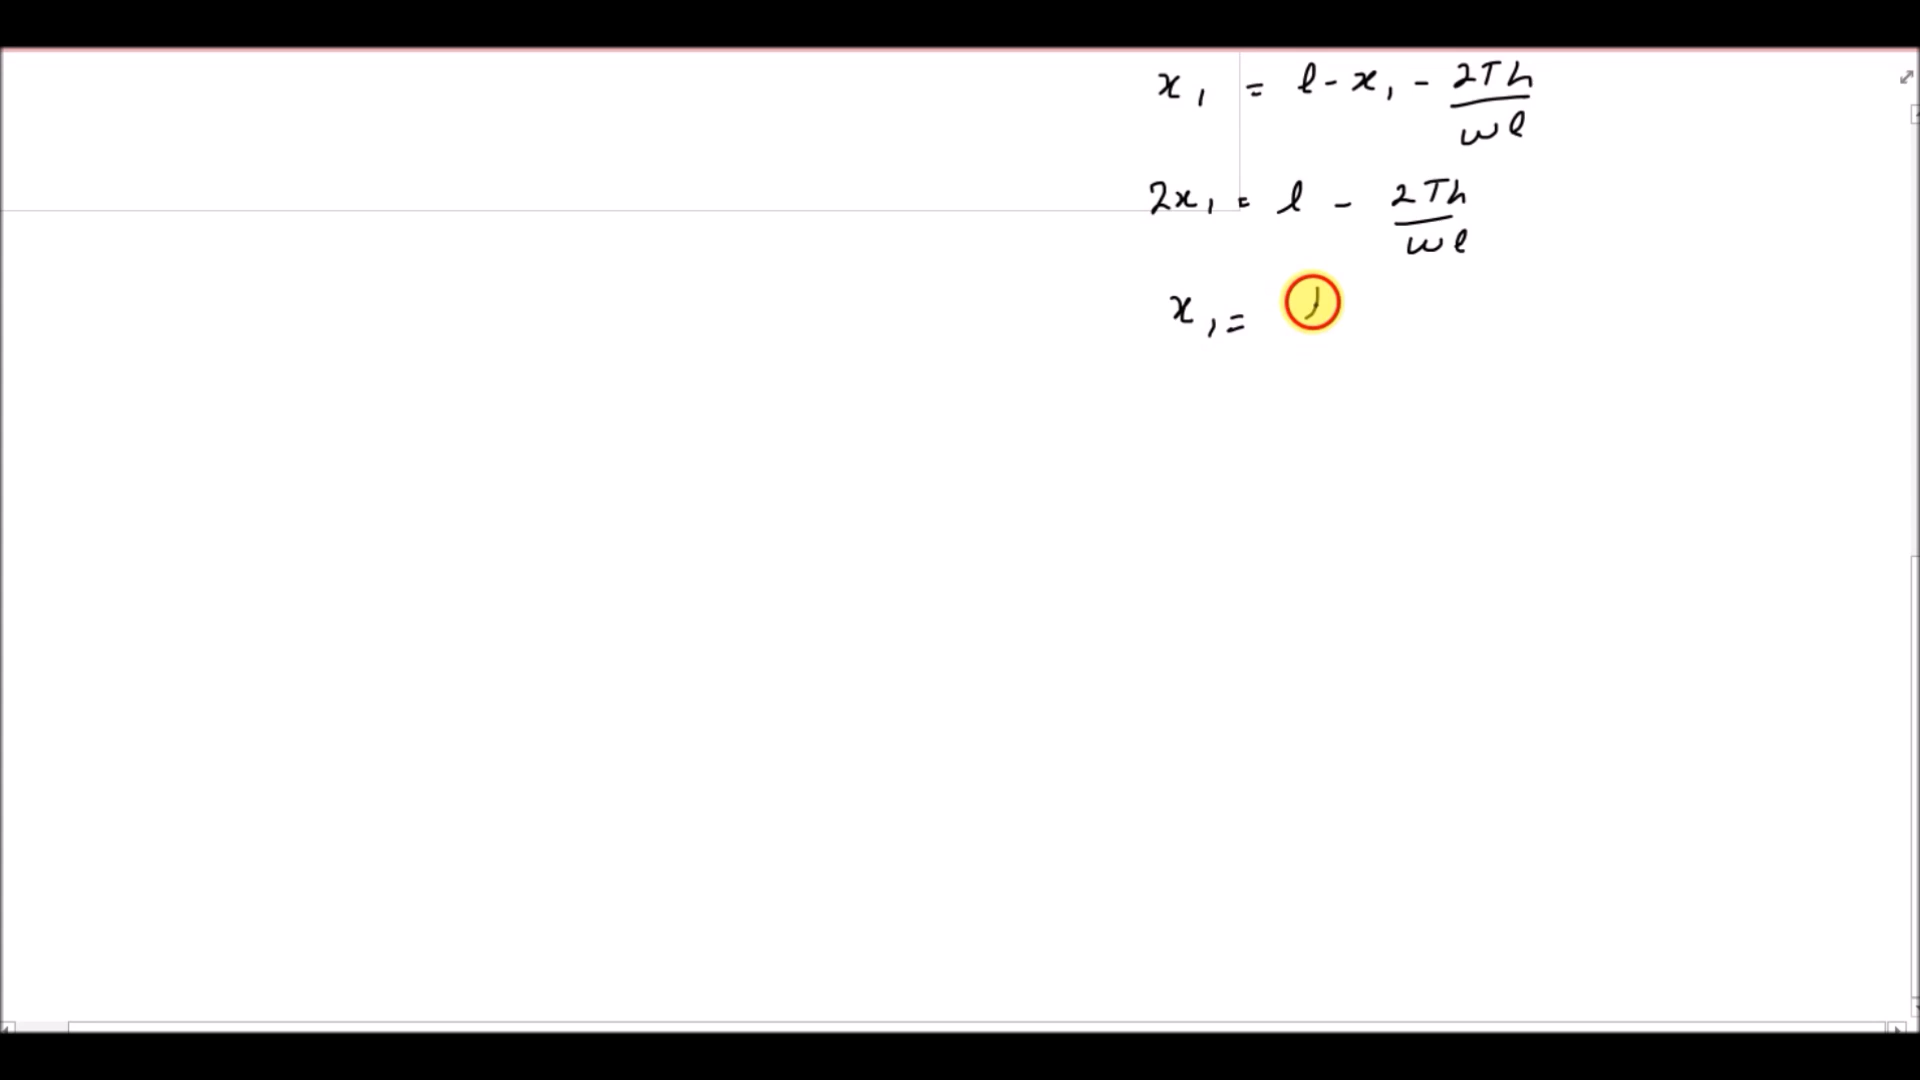 x₁ = l - x₁ - 2Th/wl
2x₁ = l - 2Th/wl
x₁ =